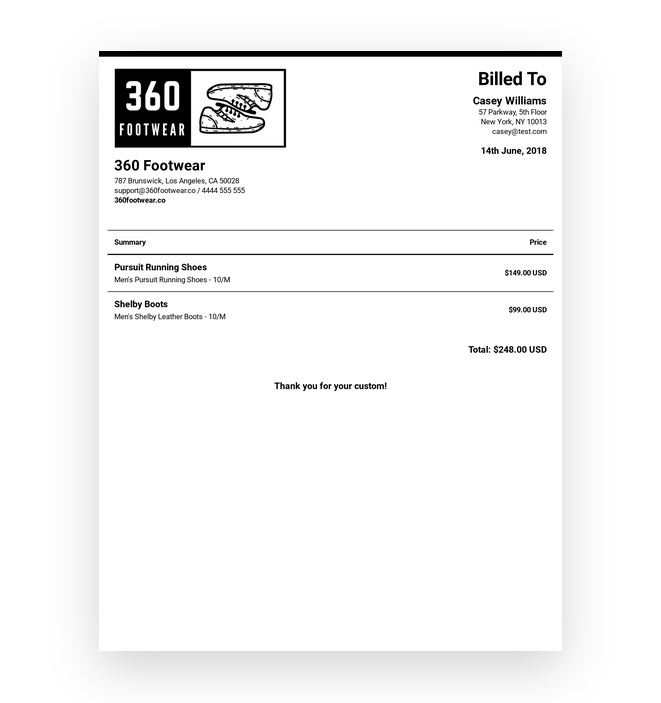 360
FOOTWEAR
360 Footwear
787 Brunswick, Los Angeles, CA 50028
support@360footwear.co / 4444 555 555
360footwear.co
Billed To
Casey Williams
57 Parkway, 5th Floor
New York, NY 10013
casey@test.com
14th June, 2018
Summary Price
Pursuit Running Shoes
Men's Pursuit Running Shoes - 10/M
$149.00 USD
Shelby Boots
Men's Shelby Leather Boots - 10/M
$99.00 USD
Total: $248.00 USD
Thank you for your custom!